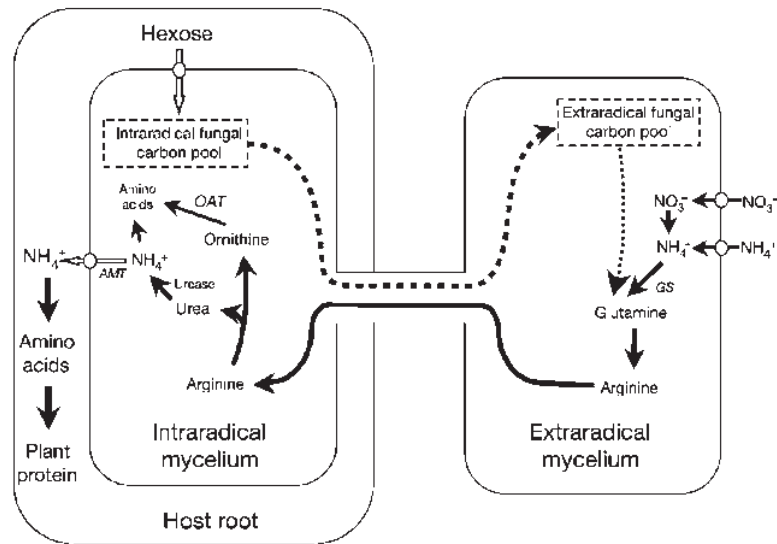 Hexose
Intraradical fungal
carbon pool
Extraradical fungal
carbon pool
Amino
acids
OAT
Ornithine
NO₃⁻
NO₃⁻
NH₄⁺
AMT
NH₄⁺
Urease
Urea
NH₄⁺
NH₄⁺
GS
Glutamine
Amino
acids
Arginine
Arginine
Plant
protein
Intraradical
mycelium
Extraradical
mycelium
Host root